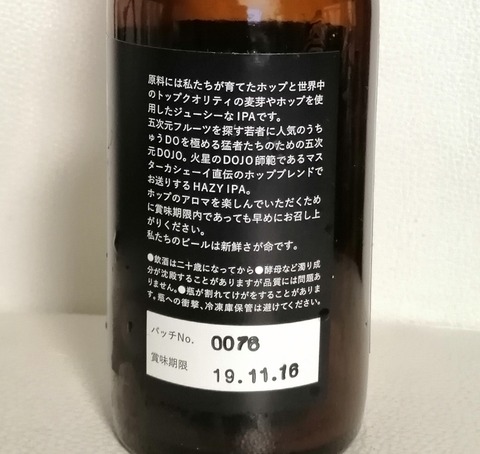 原料には私たちが育てたホップと世界中
のトップクオリティの麦芽やホップを使
用したジューシーなIPAです。
五次元フルーツを探す若者に人気のうち
ゅうDOを極める猛者たちのための五次
元DOJO。火星のDOJO師範であるマス
ターカシェーイ直伝のホップブレンドで
お送りするHAZY IPA。
ホップのアロマを楽しんでいただくため
に賞味期限内であっても早めにお召し上
がりください。
私たちのビールは新鮮さが命です。
●飲酒は二十歳になってから●酵母など濁り成
分が沈殿することがありますが品質には問題あ
りません。●瓶が割れてけがをすることがありま
す。瓶への衝撃、冷凍庫保管は避けてください。
バッチNo. 0076
賞味期限 19.11.16